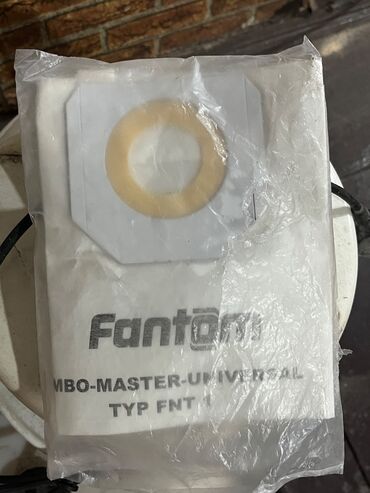 Fantom
MBO-MASTER-UNIVERSAL
TYP FNT 1